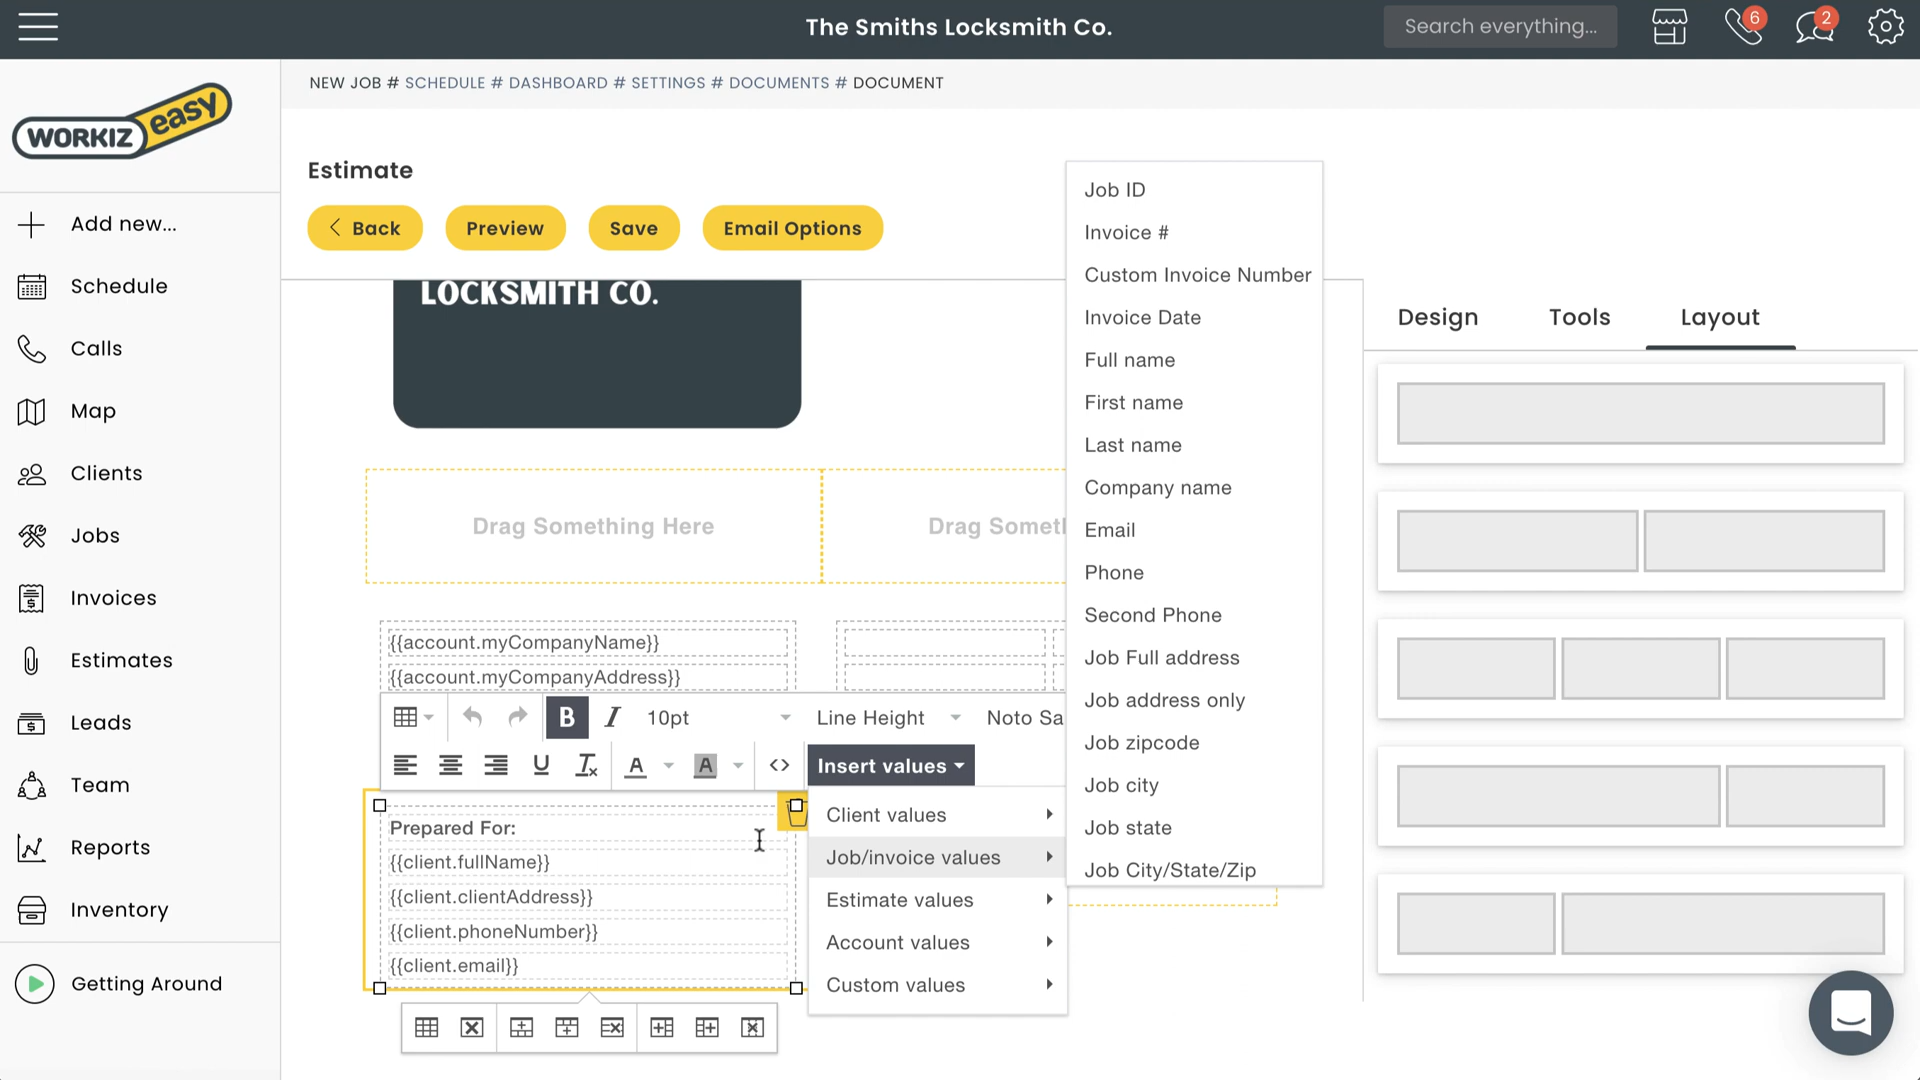 The Smiths Locksmith Co.
Search everything...
6
2
WORKIZ easy
NEW JOB # SCHEDULE # DASHBOARD # SETTINGS # DOCUMENTS # DOCUMENT
Add new...
Schedule
Calls
Map
Clients
Jobs
Invoices
Estimates
Leads
Team
Reports
Inventory
Getting Around
Estimate
Back
Preview
Save
Email Options
LOCKSMITH CO.
Drag Something Here
Drag Somet
{{account.myCompanyName}}
{{account.myCompanyAddress}}
B
I
10pt
Line Height
Noto Sa
U
A
A
Insert values
Prepared For:
{{client.fullName}}
{{client.clientAddress}}
{{client.phoneNumber}}
{{client.email}}
Client values
Job/invoice values
Estimate values
Account values
Custom values
Job ID
Invoice #
Custom Invoice Number
Invoice Date
Full name
First name
Last name
Company name
Email
Phone
Second Phone
Job Full address
Job address only
Job zipcode
Job city
Job state
Job City/State/Zip
Design
Tools
Layout